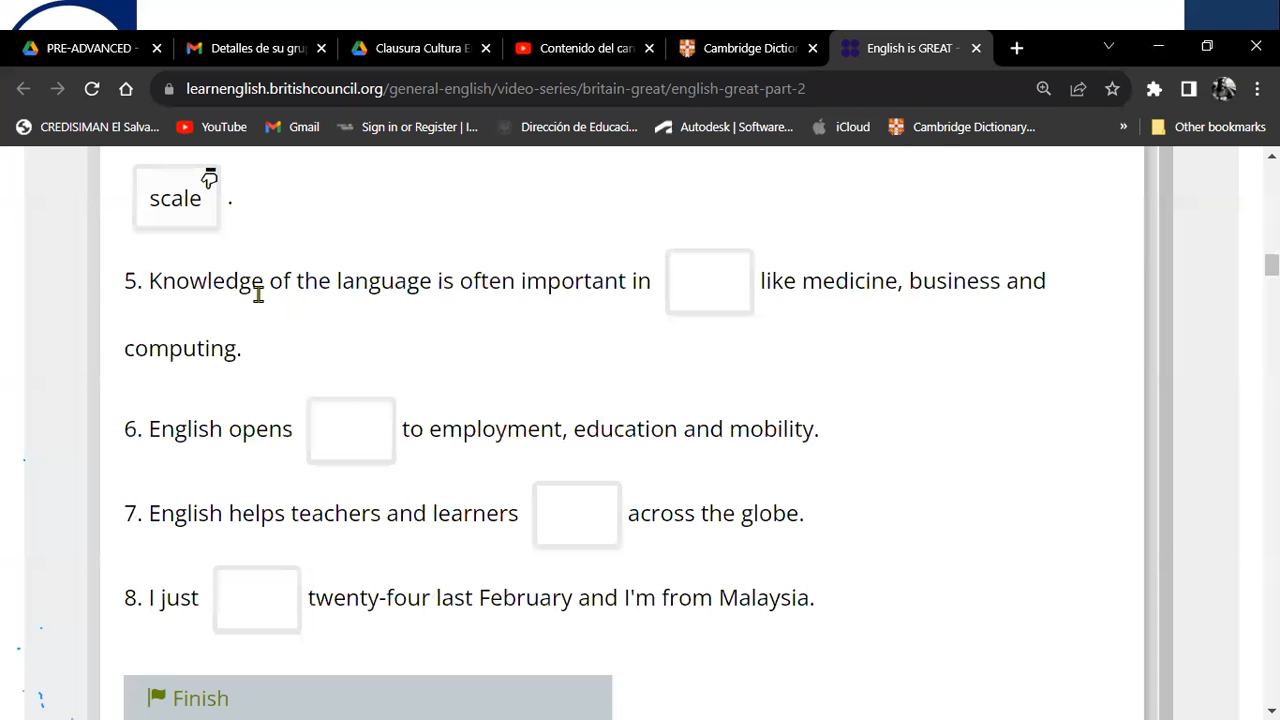 PRE-ADVANCED - Detalles de su gru Clausura Cultura E Contenido del can Cambridge Dictio English is GREAT -
learnenglish.britishcouncil.org/general-english/video-series/britain-great/english-great-part-2
CREDISIMAN El Salva... YouTube Gmail Sign in or Register | I... Dirección de Educaci... Autodesk | Software... iCloud Cambridge Dictionary... » Other bookmarks
scale .
5. Knowledge of the language is often important in like medicine, business and
computing.
6. English opens to employment, education and mobility.
7. English helps teachers and learners across the globe.
8. I just twenty-four last February and I'm from Malaysia.
Finish